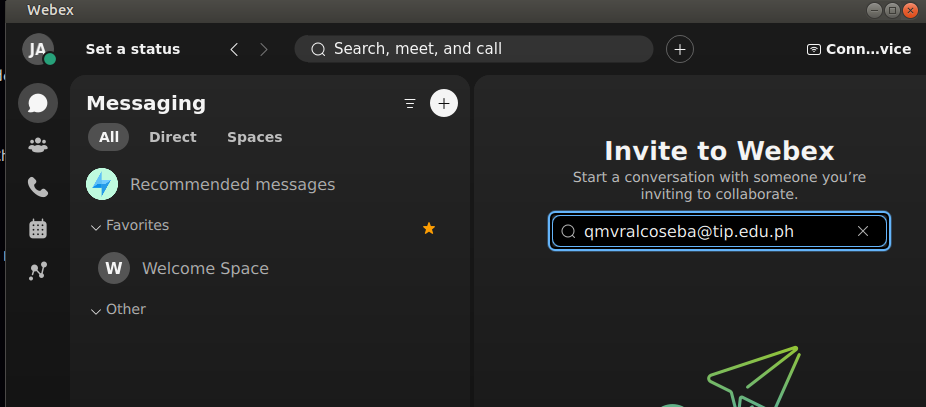 Webex
JA
Set a status
Search, meet, and call
Conn...vice
Messaging
All Direct Spaces
Recommended messages
Favorites
W Welcome Space
Other
Invite to Webex
Start a conversation with someone you’re
inviting to collaborate.
qmvralcoseba@tip.edu.ph